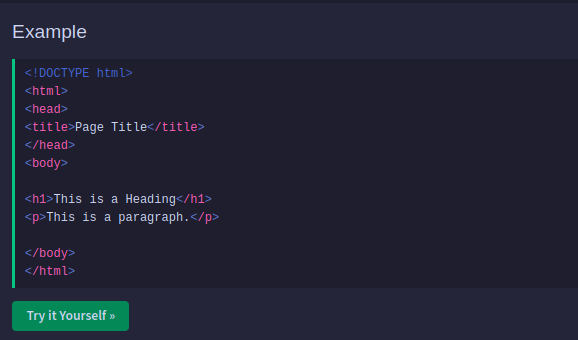 Example
<!DOCTYPE html>
<html>
<head>
<title>Page Title</title>
</head>
<body>
<h1>This is a Heading</h1>
<p>This is a paragraph.</p>
</body>
</html>
Try it Yourself »